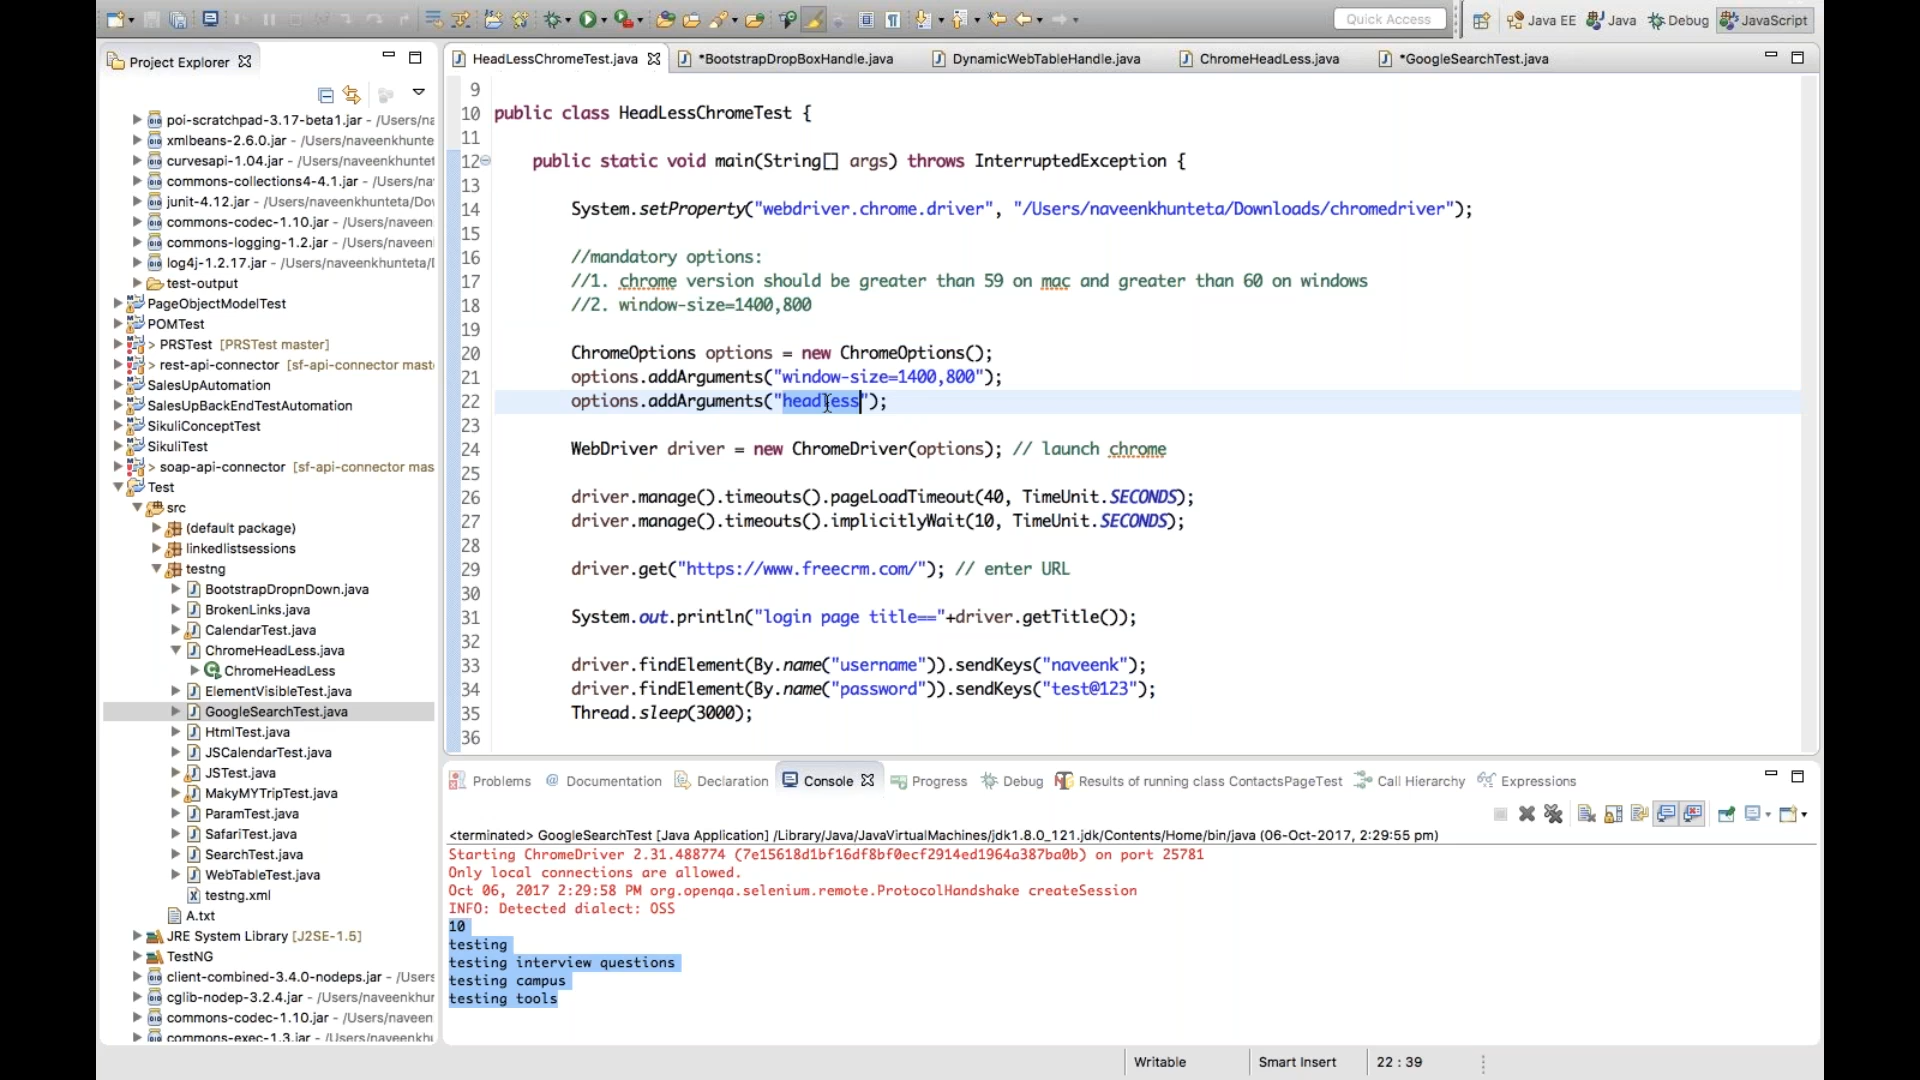 Quick Access
Java EE
Java
Debug
JavaScript
Project Explorer
poi-scratchpad-3.17-beta1.jar - /Users/na
xmlbeans-2.6.0.jar - /Users/naveenkhunte
curvesapi-1.04.jar - /Users/naveenkhuntet
commons-collections4-4.1.jar - /Users/na
junit-4.12.jar - /Users/naveenkhunteta/Dov
commons-codec-1.10.jar - /Users/naveen
commons-logging-1.2.jar - /Users/naveen
log4j-1.2.17.jar - /Users/naveenkhunteta/
test-output
PageObjectModelTest
POMTest
> PRSTest [PRSTest master]
> rest-api-connector [sf-api-connector mast
SalesUpAutomation
SalesUpBackEndTestAutomation
SikuliConceptTest
SikuliTest
> soap-api-connector [sf-api-connector mas
Test
src
(default package)
linkedlistsessions
testng
BootstrapDropnDown.java
BrokenLinks.java
CalendarTest.java
ChromeHeadLess.java
ChromeHeadLess
ElementVisibleTest.java
GoogleSearchTest.java
HtmlTest.java
JSCalendarTest.java
JSTest.java
MakyMYTripTest.java
ParamTest.java
SafariTest.java
SearchTest.java
WebTableTest.java
testng.xml
A.txt
JRE System Library [J2SE-1.5]
TestNG
client-combined-3.4.0-nodeps.jar - /Users
cglib-nodep-3.2.4.jar - /Users/naveenkhur
commons-codec-1.10.jar - /Users/naveen
commons-exec-1.3.jar - /Users/naveenkhu
HeadLessChromeTest.java
*BootstrapDropBoxHandle.java
DynamicWebTableHandle.java
ChromeHeadLess.java
*GoogleSearchTest.java
9
10 public class HeadLessChromeTest {
11
12 public static void main(String[] args) throws InterruptedException {
13
14 System.setProperty("webdriver.chrome.driver", "/Users/naveenkhunteta/Downloads/chromedriver");
15
16 //mandatory options:
17 //1. chrome version should be greater than 59 on mac and greater than 60 on windows
18 //2. window-size=1400,800
19
20 ChromeOptions options = new ChromeOptions();
21 options.addArguments("window-size=1400,800");
22 options.addArguments("headless");
23
24 WebDriver driver = new ChromeDriver(options); // launch chrome
25
26 driver.manage().timeouts().pageLoadTimeout(40, TimeUnit.SECONDS);
27 driver.manage().timeouts().implicitlyWait(10, TimeUnit.SECONDS);
28
29 driver.get("https://www.freecrm.com/"); // enter URL
30
31 System.out.println("login page title=="+driver.getTitle());
32
33 driver.findElement(By.name("username")).sendKeys("naveenk");
34 driver.findElement(By.name("password")).sendKeys("test@123");
35 Thread.sleep(3000);
36
Problems
Documentation
Declaration
Console
Progress
Debug
Results of running class ContactsPageTest
Call Hierarchy
Expressions
<terminated> GoogleSearchTest [Java Application] /Library/Java/JavaVirtualMachines/jdk1.8.0_121.jdk/Contents/Home/bin/java (06-Oct-2017, 2:29:55 pm)
Starting ChromeDriver 2.31.488774 (7e15618d1bf16df8bf0ecf2914ed1964a387ba0b) on port 25781
Only local connections are allowed.
Oct 06, 2017 2:29:58 PM org.openqa.selenium.remote.ProtocolHandshake createSession
INFO: Detected dialect: OSS
10
testing
testing interview questions
testing campus
testing tools
Writable
Smart Insert
22 : 39